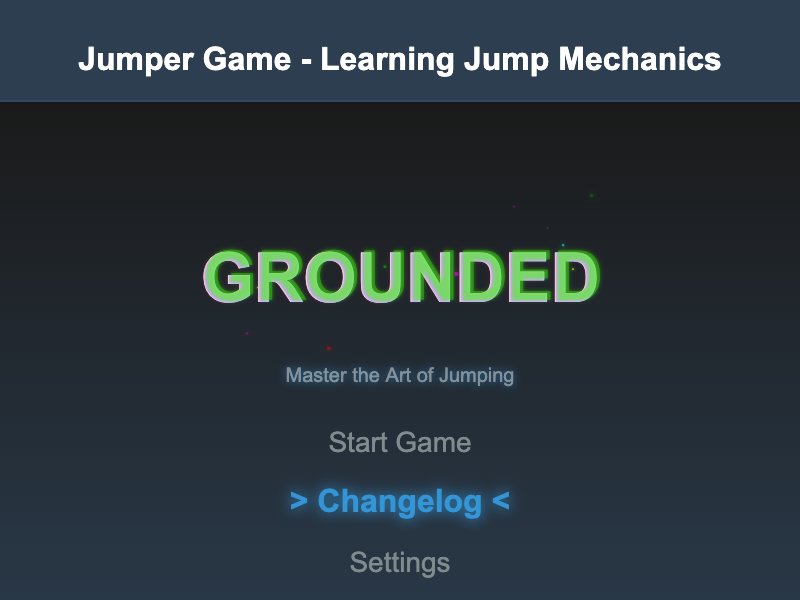 Jumper Game - Learning Jump Mechanics
GROUNDED
Master the Art of Jumping
Start Game
> Changelog <
Settings